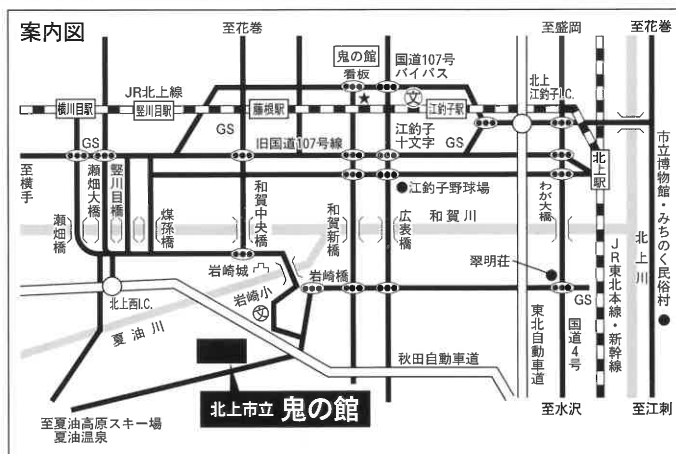 案内図
至花巻
至盛岡
至花巻
鬼の館
看板
国道107号
バイパス
JR北上線
北上
江釣子I.C.
横川目駅
竪川目駅
藤根駅
文
江釣子駅
GS
GS
旧国道107号線
江釣子
十文字
GS
北上駅
至横手
瀬畑大橋
竪川目橋
江釣子野球場
市立博物館・みちのく民俗村
瀬畑橋
煤孫橋
和賀中央橋
和賀新橋
広表橋
和賀川
わが大橋
岩崎城
岩崎橋
翠明荘
JR東北本線・新幹線
北上川
北上西I.C.
岩崎小
文
GS
夏油川
秋田自動車道
東北自動車道
国道4号
北上市立 鬼の館
至水沢
至江刺
至夏油高原スキー場
夏油温泉